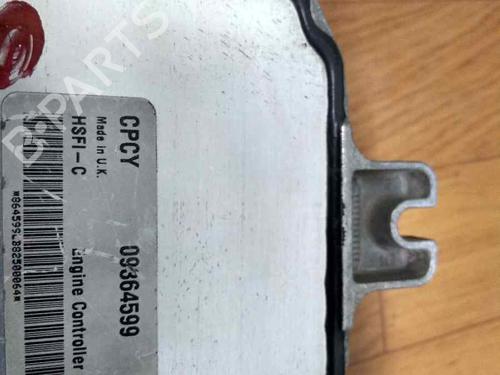 CPCY 09364599
Made in U.K.
HSFI-C Engine Controller
B-PARTS